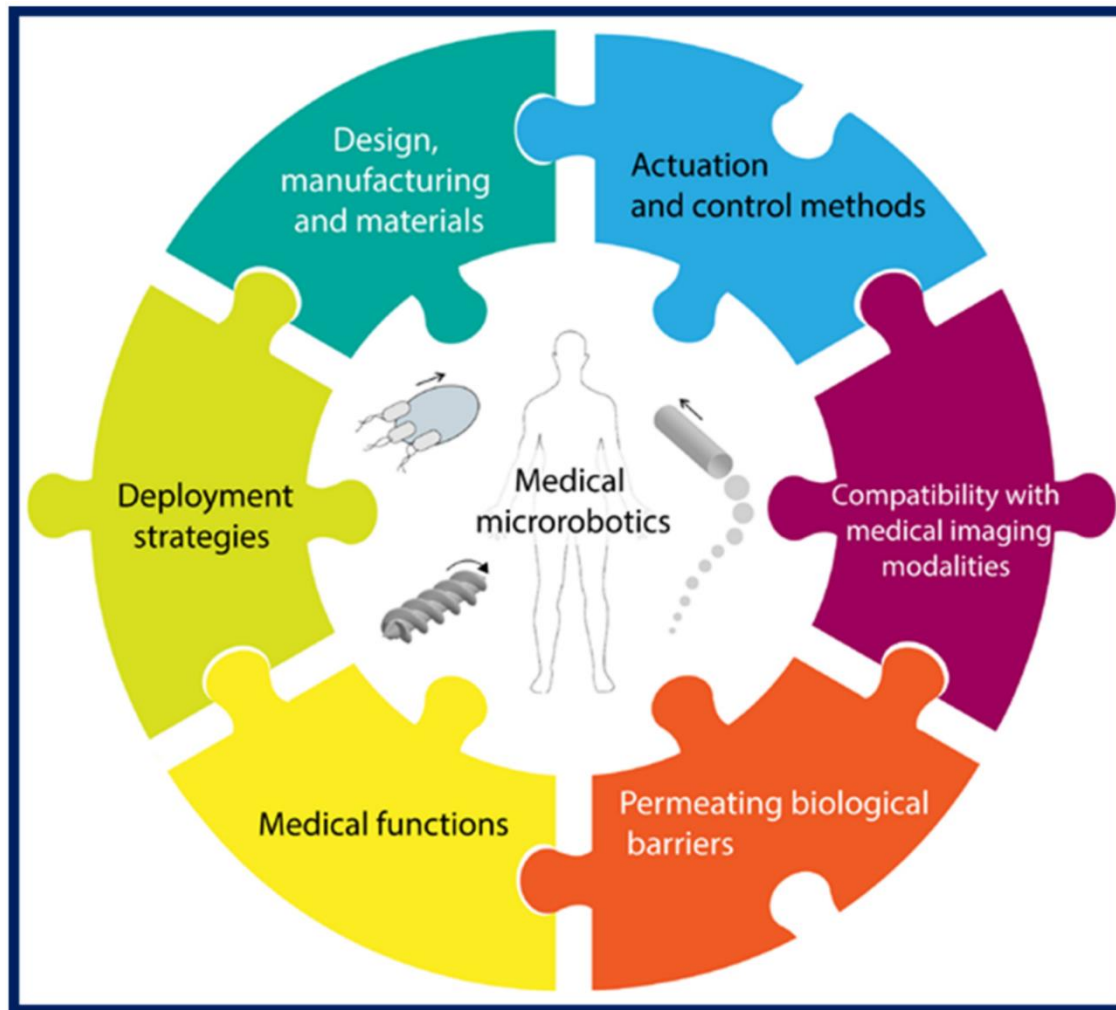 Design,
manufacturing
and materials
Actuation
and control methods
Deployment
strategies
Medical
microrobotics
Compatibility with
medical imaging
modalities
Medical functions
Permeating biological
barriers